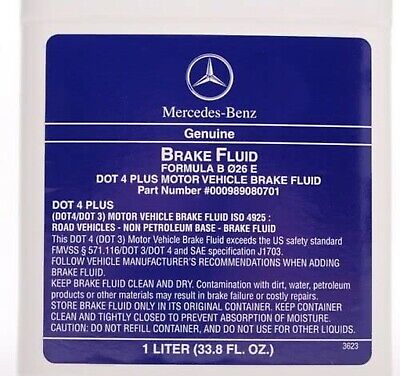 Mercedes-Benz
Genuine
BRAKE FLUID
FORMULA B Ø26 E
DOT 4 PLUS MOTOR VEHICLE BRAKE FLUID
Part Number #000989080701
DOT 4 PLUS
(DOT4/DOT 3) MOTOR VEHICLE BRAKE FLUID ISO 4925 :
ROAD VEHICLES - NON PETROLEUM BASE - BRAKE FLUID
This DOT 4 (DOT 3) Motor Vehicle Brake Fluid exceeds the US safety standard
FMVSS § 571.116/DOT 3/DOT 4 and SAE specification J1703.
FOLLOW VEHICLE MANUFACTURER'S RECOMMENDATIONS WHEN ADDING
BRAKE FLUID.
KEEP BRAKE FLUID CLEAN AND DRY. Contamination with dirt, water, petroleum
products or other materials may result in brake failure or costly repairs.
STORE BRAKE FLUID ONLY IN ITS ORIGINAL CONTAINER. KEEP CONTAINER
CLEAN AND TIGHTLY CLOSED TO PREVENT ABSORPTION OF MOISTURE.
CAUTION: DO NOT REFILL CONTAINER, AND DO NOT USE FOR OTHER LIQUIDS.
1 LITER (33.8 FL. OZ.)
3623